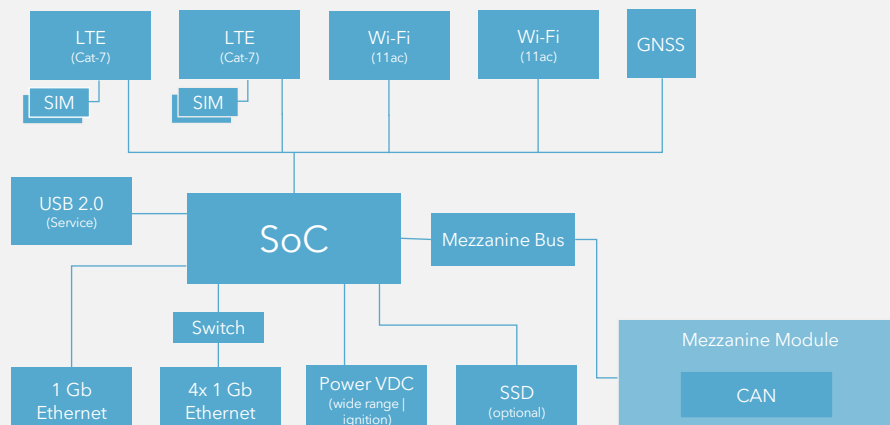 LTE
(Cat-7)
LTE
(Cat-7)
Wi-Fi
(11ac)
Wi-Fi
(11ac)
GNSS
SIM
SIM
USB 2.0
(Service)
SoC
Mezzanine Bus
Switch
Mezzanine Module
CAN
1 Gb
Ethernet
4x 1 Gb
Ethernet
Power VDC
(wide range |
ignition)
SSD
(optional)